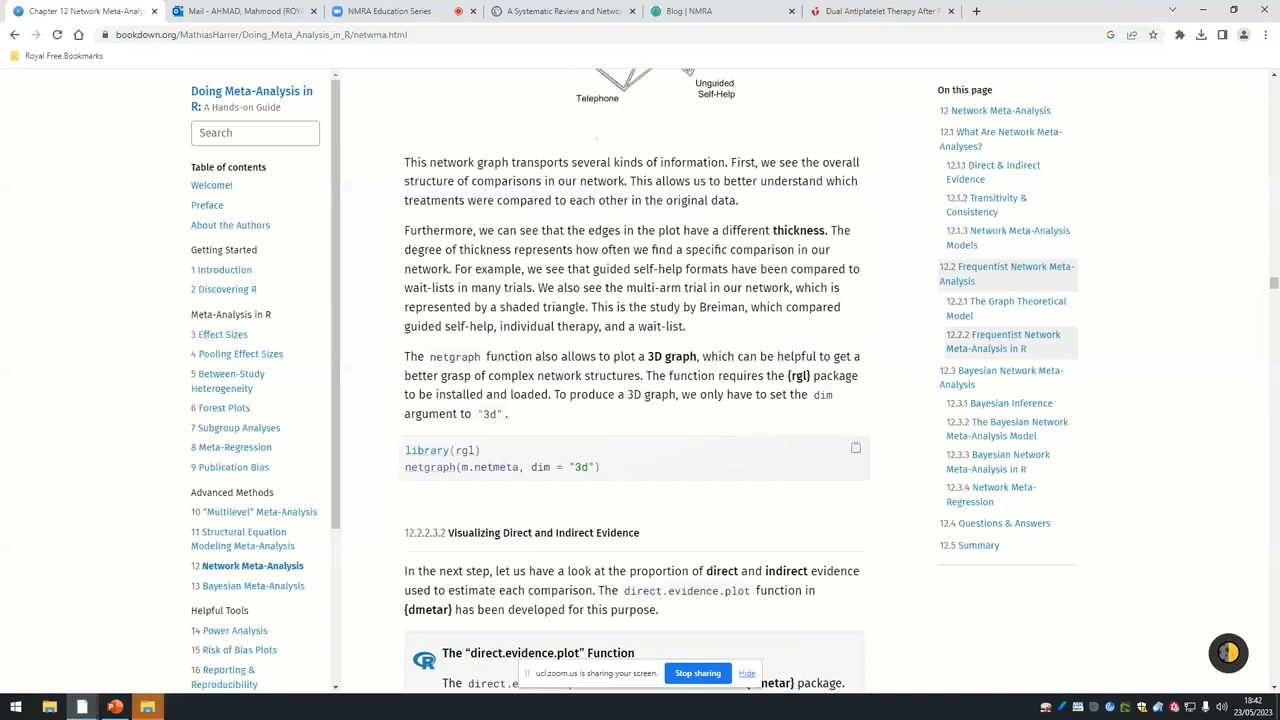 Chapter 12 Network Meta-Analy
Mail - AHMAD, Mahmood (ROYA
NMRA Education Series
A Systematic Review and Networ
Blog | NMRA
Dual Antiplatelet Therapy After P
bookdown.org/MathiasHarrer/Doing_Meta_Analysis_in_R/netwma.html
Royal Free Bookmarks
Doing Meta-Analysis in
R: A Hands-on Guide
Search
Table of contents
Welcome!
Preface
About the Authors
Getting Started
1 Introduction
2 Discovering R
Meta-Analysis in R
3 Effect Sizes
4 Pooling Effect Sizes
5 Between-Study
Heterogeneity
6 Forest Plots
7 Subgroup Analyses
8 Meta-Regression
9 Publication Bias
Advanced Methods
10 “Multilevel” Meta-Analysis
11 Structural Equation
Modeling Meta-Analysis
12 Network Meta-Analysis
13 Bayesian Meta-Analysis
Helpful Tools
14 Power Analysis
15 Risk of Bias Plots
16 Reporting &
Reproducibility
Unguided
Self-Help
Telephone
This network graph transports several kinds of information. First, we see the overall
structure of comparisons in our network. This allows us to better understand which
treatments were compared to each other in the original data.
Furthermore, we can see that the edges in the plot have a different thickness. The
degree of thickness represents how often we find a specific comparison in our
network. For example, we see that guided self-help formats have been compared to
wait-lists in many trials. We also see the multi-arm trial in our network, which is
represented by a shaded triangle. This is the study by Breiman, which compared
guided self-help, individual therapy, and a wait-list.
The netgraph function also allows to plot a 3D graph, which can be helpful to get a
better grasp of complex network structures. The function requires the {rgl} package
to be installed and loaded. To produce a 3D graph, we only have to set the dim
argument to "3d".
library(rgl)
netgraph(m.netmeta, dim = "3d")
12.2.2.3.2 Visualizing Direct and Indirect Evidence
In the next step, let us have a look at the proportion of direct and indirect evidence
used to estimate each comparison. The direct.evidence.plot function in
{dmetar} has been developed for this purpose.
The “direct.evidence.plot” Function
The direct.e
metar} package.
ucl.zoom.us is sharing your screen.
Stop sharing
Hide
On this page
12 Network Meta-Analysis
12.1 What Are Network Meta-
Analyses?
12.1.1 Direct & Indirect
Evidence
12.1.2 Transitivity &
Consistency
12.1.3 Network Meta-Analysis
Models
12.2 Frequentist Network Meta-
Analysis
12.2.1 The Graph Theoretical
Model
12.2.2 Frequentist Network
Meta-Analysis in R
12.3 Bayesian Network Meta-
Analysis
12.3.1 Bayesian Inference
12.3.2 The Bayesian Network
Meta-Analysis Model
12.3.3 Bayesian Network
Meta-Analysis in R
12.3.4 Network Meta-
Regression
12.4 Questions & Answers
12.5 Summary
18:42
23/05/2023